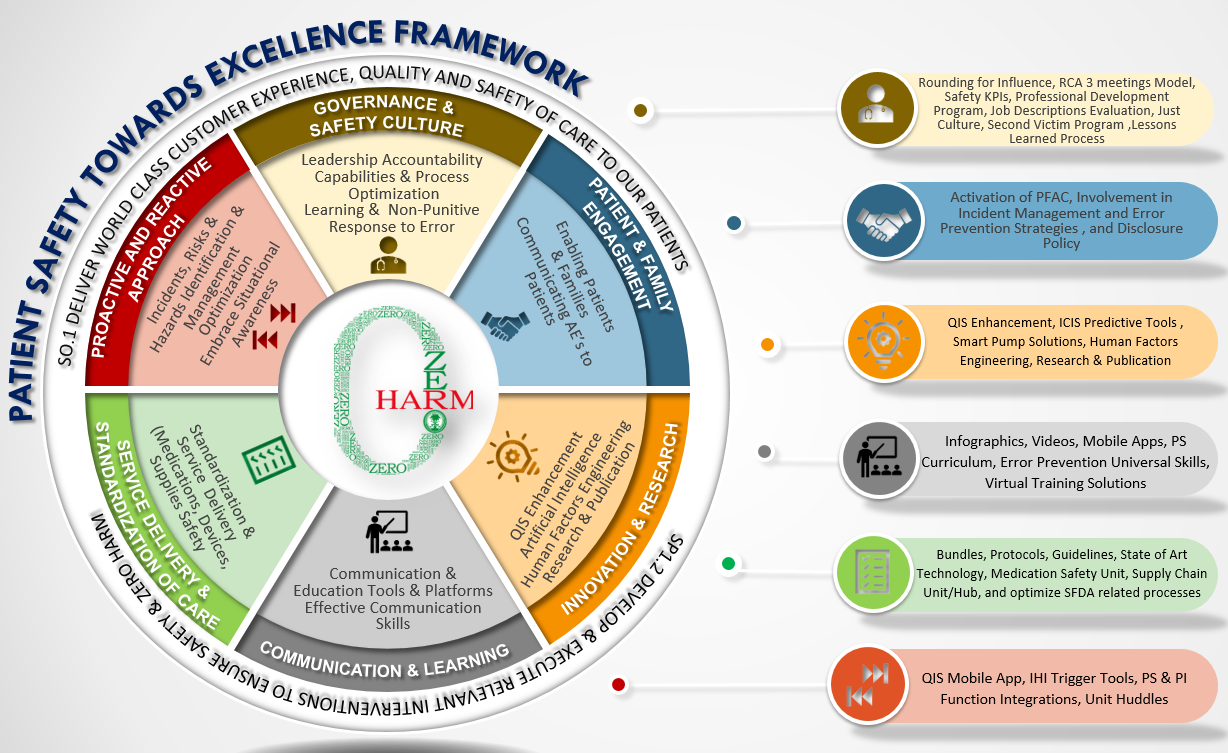 PATIENT SAFETY TOWARDS EXCELLENCE FRAMEWORK
SO.1 DELIVER WORLD CLASS CUSTOMER EXPERIENCE, QUALITY AND SAFETY OF CARE TO OUR PATIENTS
SP1.2 DEVELOP & EXECUTE RELEVANT INTERVENTIONS TO ENSURE SAFETY & ZERO HARM
GOVERNANCE &
SAFETY CULTURE
Leadership Accountability
Capabilities & Process
Optimization
Learning & Non-Punitive
Response to Error
PATIENT & FAMILY
ENGAGEMENT
Enabling Patients
& Families
Communicating AE's to
Patients
INNOVATION & RESEARCH
QIS Enhancement
Artificial Intelligence
Human Factors Engineering
Research & Publication
COMMUNICATION & LEARNING
Communication &
Education Tools & Platforms
Effective Communication
Skills
SERVICE DELIVERY &
STANDARDIZATION OF CARE
Standardization &
Service Delivery
(Medications, Devices,
Supplies Safety
PROACTIVE AND REACTIVE
APPROACH
Incidents, Risks &
Hazards Identification &
Management
Optimization
Embrace Situational
Awareness
ZERO
HARM
ZERO
Rounding for Influence, RCA 3 meetings Model,
Safety KPIs, Professional Development
Program, Job Descriptions Evaluation, Just
Culture, Second Victim Program ,Lessons
Learned Process
Activation of PFAC, Involvement in
Incident Management and Error
Prevention Strategies , and Disclosure
Policy
QIS Enhancement, ICIS Predictive Tools ,
Smart Pump Solutions, Human Factors
Engineering, Research & Publication
Infographics, Videos, Mobile Apps, PS
Curriculum, Error Prevention Universal Skills,
Virtual Training Solutions
Bundles, Protocols, Guidelines, State of Art
Technology, Medication Safety Unit, Supply Chain
Unit/Hub, and optimize SFDA related processes
QIS Mobile App, IHI Trigger Tools, PS & PI
Function Integrations, Unit Huddles